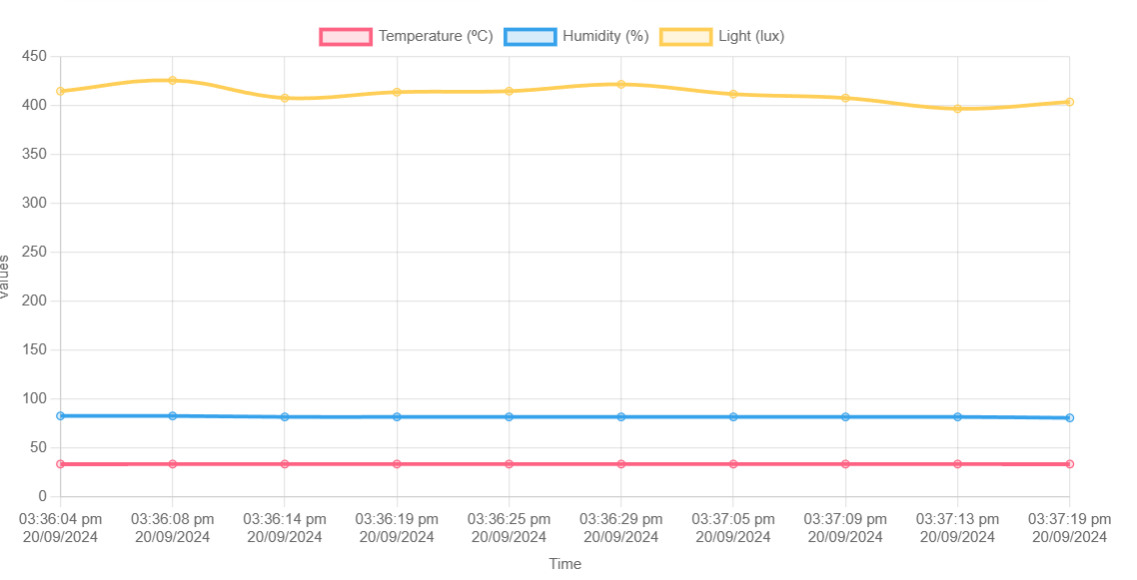 Temperature (ºC) Humidity (%) Light (lux)
450
400
350
300
250
200
150
100
50
0
Values
03:36:04 pm 03:36:08 pm 03:36:14 pm 03:36:19 pm 03:36:25 pm 03:36:29 pm 03:37:05 pm 03:37:09 pm 03:37:13 pm 03:37:19 pm
20/09/2024 20/09/2024 20/09/2024 20/09/2024 20/09/2024 20/09/2024 20/09/2024 20/09/2024 20/09/2024 20/09/2024
Time